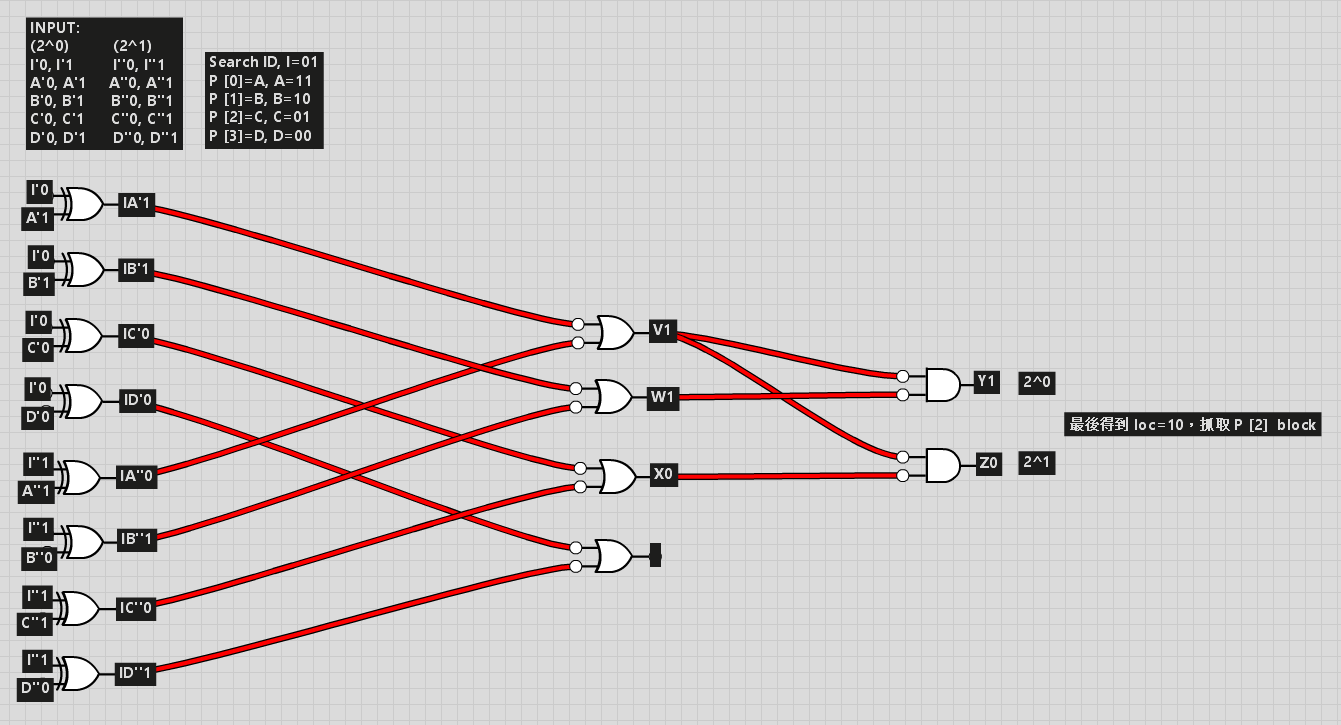 INPUT:
(2^0) (2^1)
I'0, I'1 I''0, I''1
A'0, A'1 A''0, A''1
B'0, B'1 B''0, B''1
C'0, C'1 C''0, C''1
D'0, D'1 D''0, D''1
Search ID, I=01
P [0]=A, A=11
P [1]=B, B=10
P [2]=C, C=01
P [3]=D, D=00
I'0
A'1
IA'1
I'0
B'1
IB'1
I'0
C'0
IC'0
I'0
D'0
ID'0
I''1
A''1
IA''0
I''1
B''0
IB''1
I''1
C''1
IC''0
I''1
D''0
ID''1
V1
W1
X0
Y1
2^0
Z0
2^1
最後得到 loc=10，抓取 P [2] block